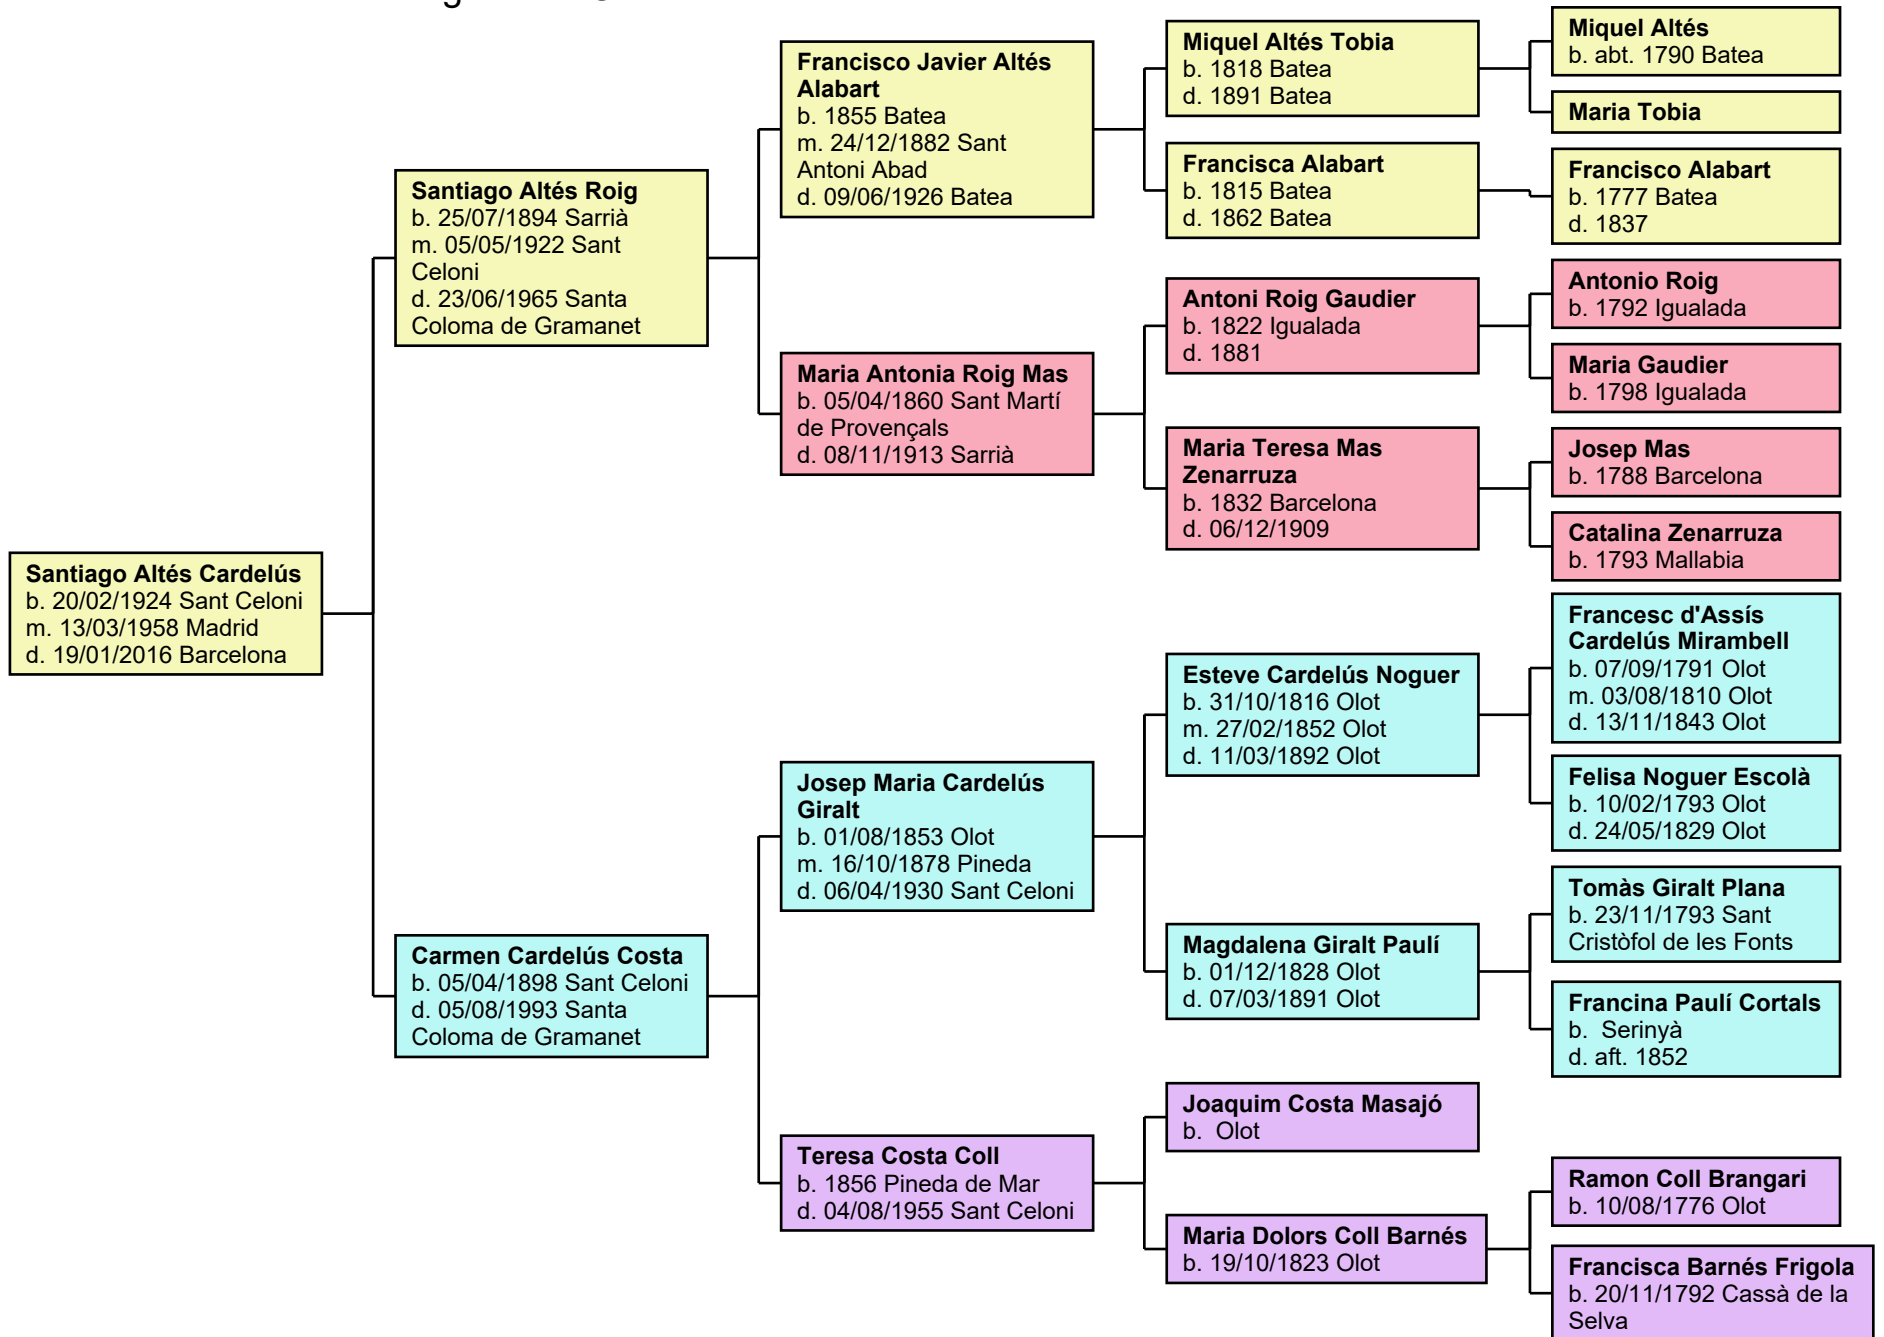 Santiago Altés Cardelús
b. 20/02/1924 Sant Celoni
m. 13/03/1958 Madrid
d. 19/01/2016 Barcelona
Santiago Altés Roig
b. 25/07/1894 Sarrià
m. 05/05/1922 Sant
Celoni
d. 23/06/1965 Santa
Coloma de Gramanet
Carmen Cardelús Costa
b. 05/04/1898 Sant Celoni
d. 05/08/1993 Santa
Coloma de Gramanet
Francisco Javier Altés
Alabart
b. 1855 Batea
m. 24/12/1882 Sant
Antoni Abad
d. 09/06/1926 Batea
Maria Antonia Roig Mas
b. 05/04/1860 Sant Martí
de Provençals
d. 08/11/1913 Sarrià
Josep Maria Cardelús
Giralt
b. 01/08/1853 Olot
m. 16/10/1878 Pineda
d. 06/04/1930 Sant Celoni
Teresa Costa Coll
b. 1856 Pineda de Mar
d. 04/08/1955 Sant Celoni
Miquel Altés Tobia
b. 1818 Batea
d. 1891 Batea
Francisca Alabart
b. 1815 Batea
d. 1862 Batea
Antoni Roig Gaudier
b. 1822 Igualada
d. 1881
Maria Teresa Mas
Zenarruza
b. 1832 Barcelona
d. 06/12/1909
Esteve Cardelús Noguer
b. 31/10/1816 Olot
m. 27/02/1852 Olot
d. 11/03/1892 Olot
Magdalena Giralt Paulí
b. 01/12/1828 Olot
d. 07/03/1891 Olot
Joaquim Costa Masajó
b.  Olot
Maria Dolors Coll Barnés
b. 19/10/1823 Olot
Miquel Altés
b. abt. 1790 Batea
Maria Tobia
Francisco Alabart
b. 1777 Batea
d. 1837
Antonio Roig
b. 1792 Igualada
Maria Gaudier
b. 1798 Igualada
Josep Mas
b. 1788 Barcelona
Catalina Zenarruza
b. 1793 Mallabia
Francesc d'Assís
Cardelús Mirambell
b. 07/09/1791 Olot
m. 03/08/1810 Olot
d. 13/11/1843 Olot
Felisa Noguer Escolà
b. 10/02/1793 Olot
d. 24/05/1829 Olot
Tomàs Giralt Plana
b. 23/11/1793 Sant
Cristòfol de les Fonts
Francina Paulí Cortals
b.  Serinyà
d. aft. 1852
Ramon Coll Brangari
b. 10/08/1776 Olot
Francisca Barnés Frigola
b. 20/11/1792 Cassà de la
Selva